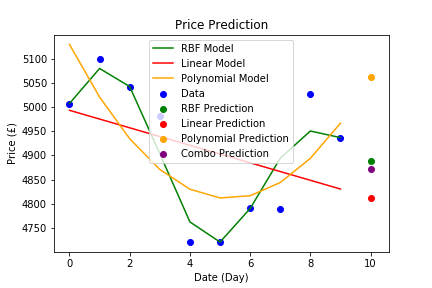 Price Prediction
RBF Model
Linear Model
Polynomial Model
Data
RBF Prediction
Linear Prediction
Polynomial Prediction
Combo Prediction
Price (£)
5100
5050
5000
4950
4900
4850
4800
4750
0 2 4 6 8 10
Date (Day)